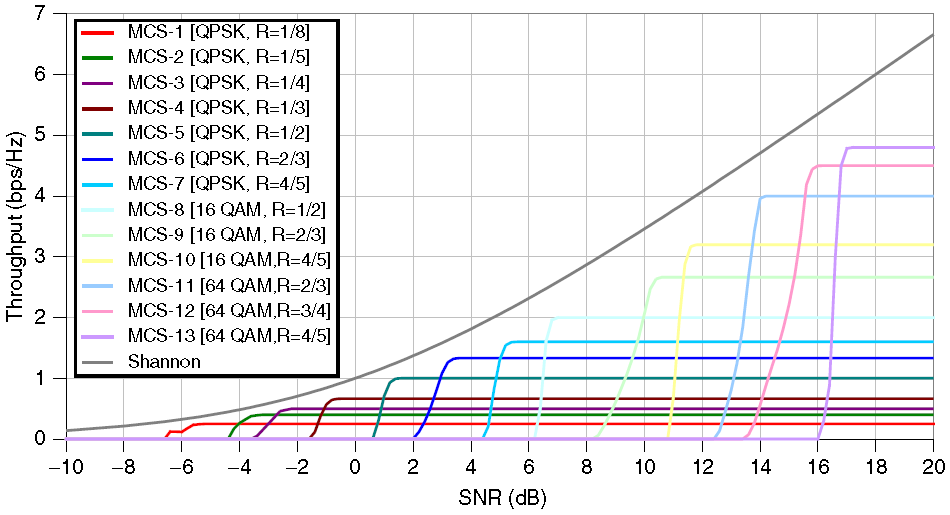 7
6
5
4
3
2
1
0
Throughput (bps/Hz)
MCS-1 [QPSK, R=1/8]
MCS-2 [QPSK, R=1/5]
MCS-3 [QPSK, R=1/4]
MCS-4 [QPSK, R=1/3]
MCS-5 [QPSK, R=1/2]
MCS-6 [QPSK, R=2/3]
MCS-7 [QPSK, R=4/5]
MCS-8 [16 QAM, R=1/2]
MCS-9 [16 QAM, R=2/3]
MCS-10 [16 QAM,R=4/5]
MCS-11 [64 QAM,R=2/3]
MCS-12 [64 QAM,R=3/4]
MCS-13 [64 QAM,R=4/5]
Shannon
−10 −8 −6 −4 −2 0 2 4 6 8 10 12 14 16 18 20
SNR (dB)